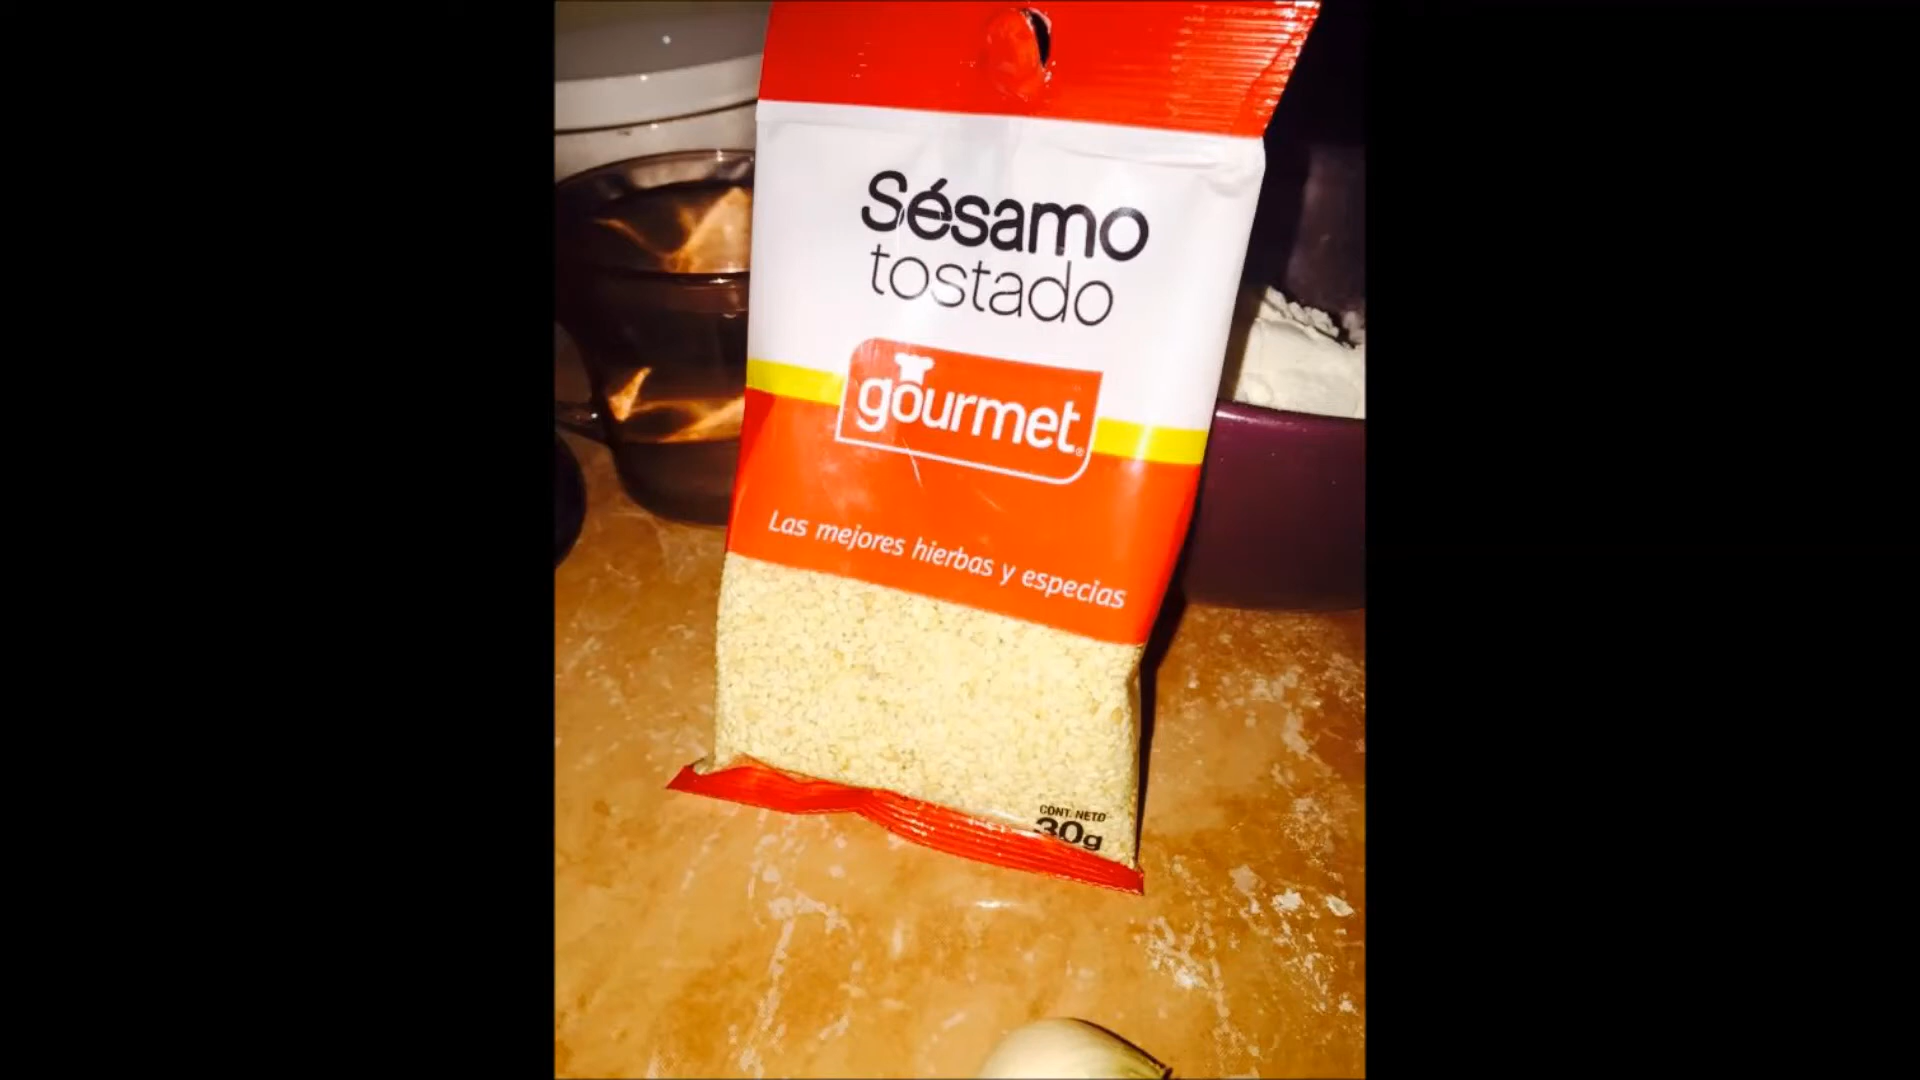 Sésamo
tostado
gourmet®
Las mejores hierbas y especias
CONT. NETO
30g